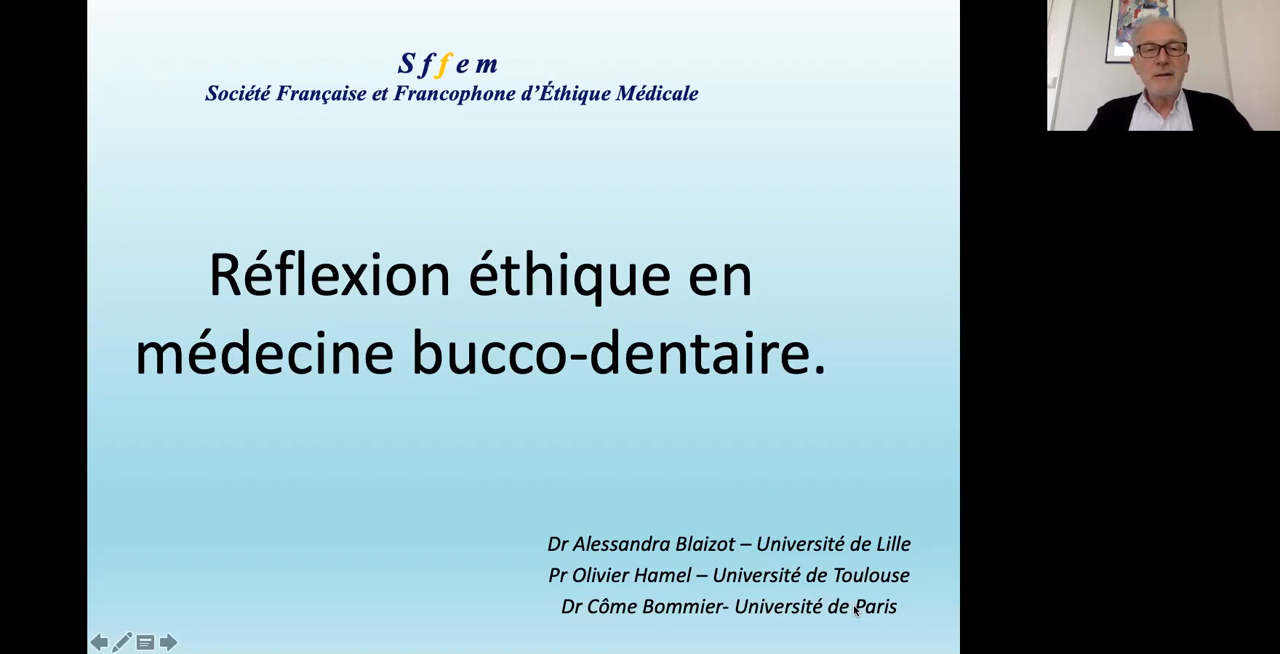 S f f e m
Société Française et Francophone d’Éthique Médicale
Réflexion éthique en
médecine bucco-dentaire.
Dr Alessandra Blaizot – Université de Lille
Pr Olivier Hamel – Université de Toulouse
Dr Côme Bommier- Université de Paris